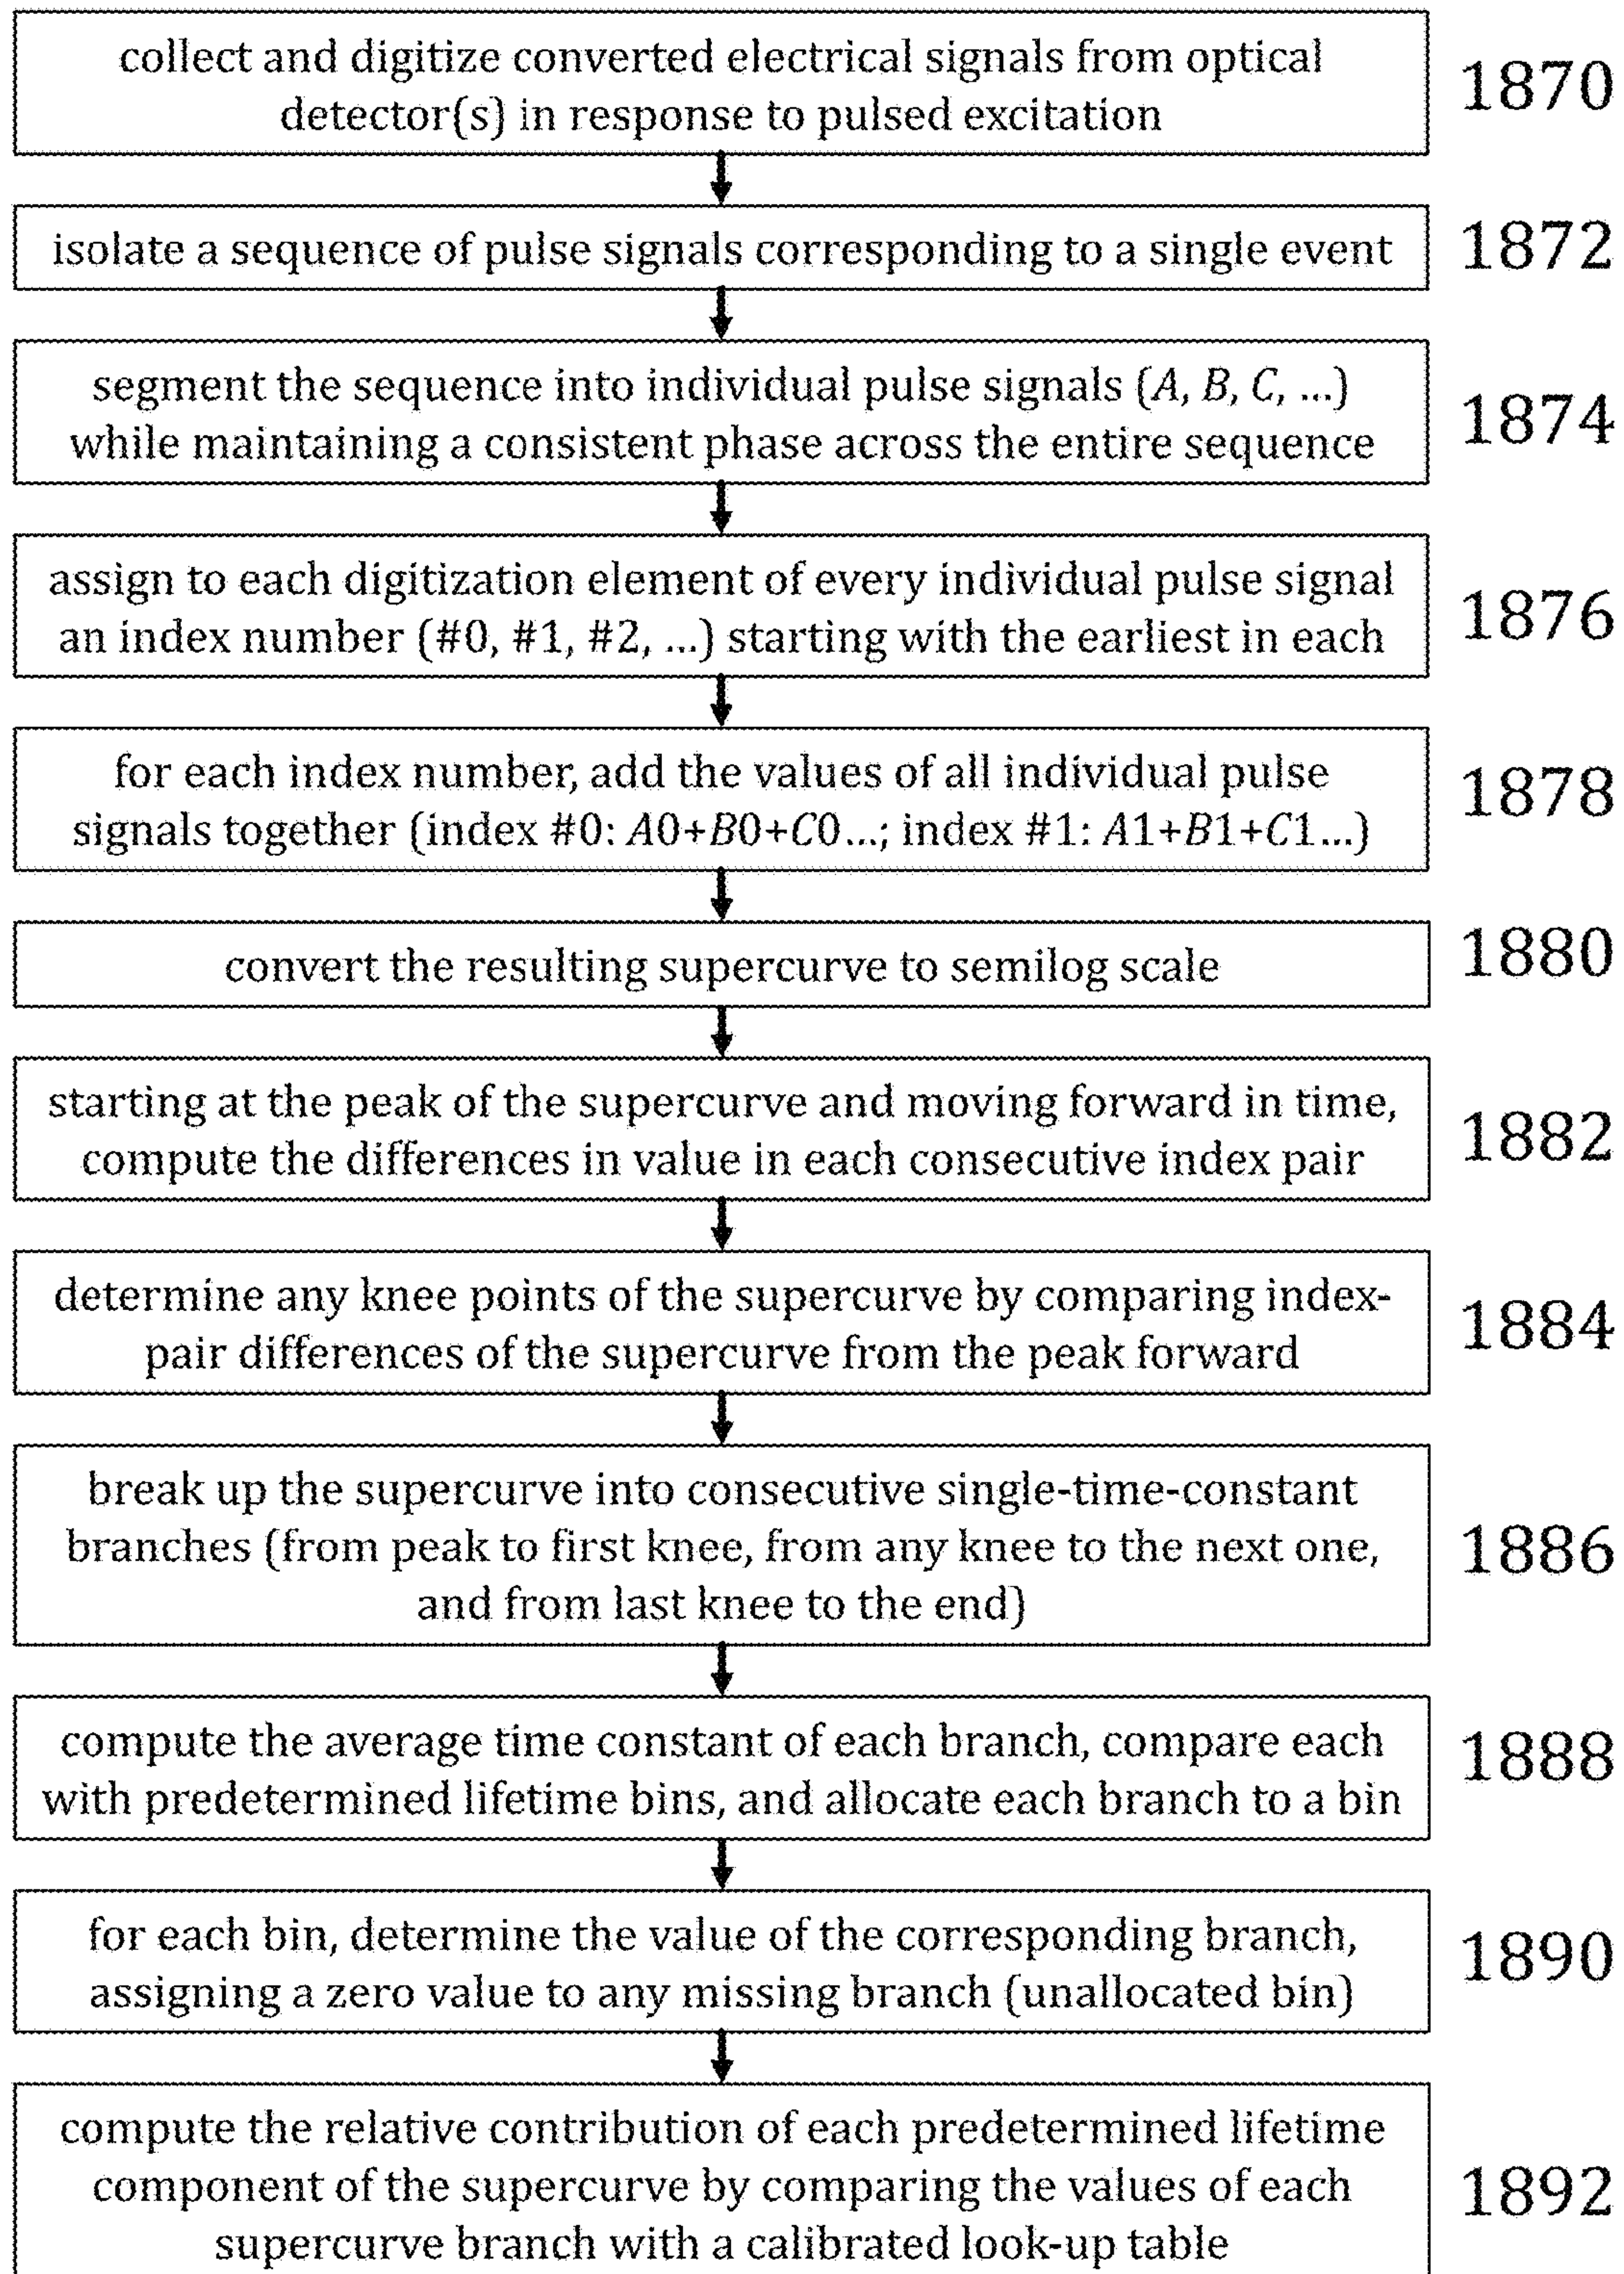 collect and digitize converted electrical signals from optical
detector(s) in response to pulsed excitation
1870
isolate a sequence of pulse signals corresponding to a single event
1872
segment the sequence into individual pulse signals (A, B, C, ...)
while maintaining a consistent phase across the entire sequence
1874
assign to each digitization element of every individual pulse signal
an index number (#0, #1, #2, ...) starting with the earliest in each
1876
for each index number, add the values of all individual pulse
signals together (index #0: A0+B0+C0...; index #1: A1+B1+C1...)
1878
convert the resulting supercurve to semilog scale
1880
starting at the peak of the supercurve and moving forward in time,
compute the differences in value in each consecutive index pair
1882
determine any knee points of the supercurve by comparing index-
pair differences of the supercurve from the peak forward
1884
break up the supercurve into consecutive single-time-constant
branches (from peak to first knee, from any knee to the next one,
and from last knee to the end)
1886
compute the average time constant of each branch, compare each
with predetermined lifetime bins, and allocate each branch to a bin
1888
for each bin, determine the value of the corresponding branch,
assigning a zero value to any missing branch (unallocated bin)
1890
compute the relative contribution of each predetermined lifetime
component of the supercurve by comparing the values of each
supercurve branch with a calibrated look-up table
1892